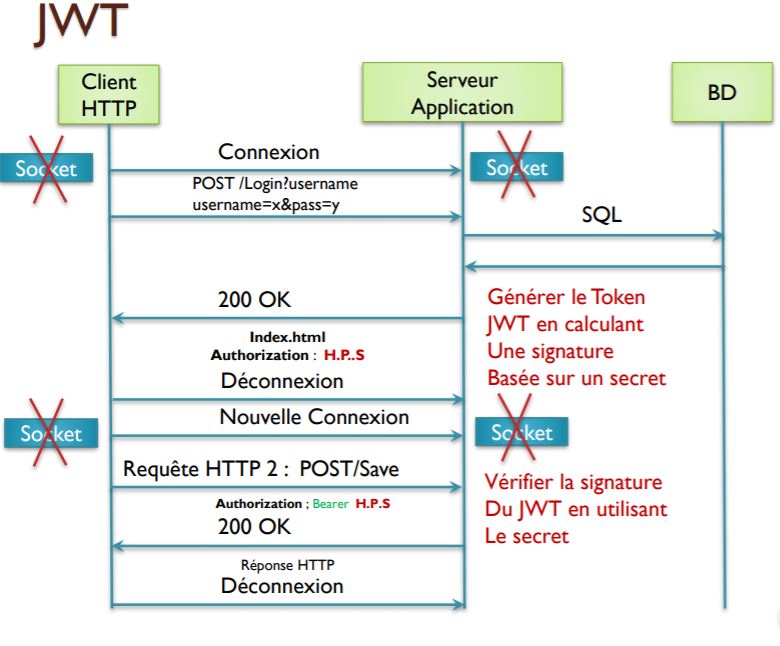 JWT
Client
HTTP
Serveur
Application
BD
Socket
Connexion
Socket
POST /Login?username
username=x&pass=y
SQL
200 OK
Générer le Token
JWT en calculant
Une signature
Basée sur un secret
Index.html
Authorization : H.P..S
Déconnexion
Nouvelle Connexion
Socket
Socket
Requête HTTP 2 : POST/Save
Vérifier la signature
Du JWT en utilisant
Le secret
Authorization ; Bearer H.P.S
200 OK
Réponse HTTP
Déconnexion